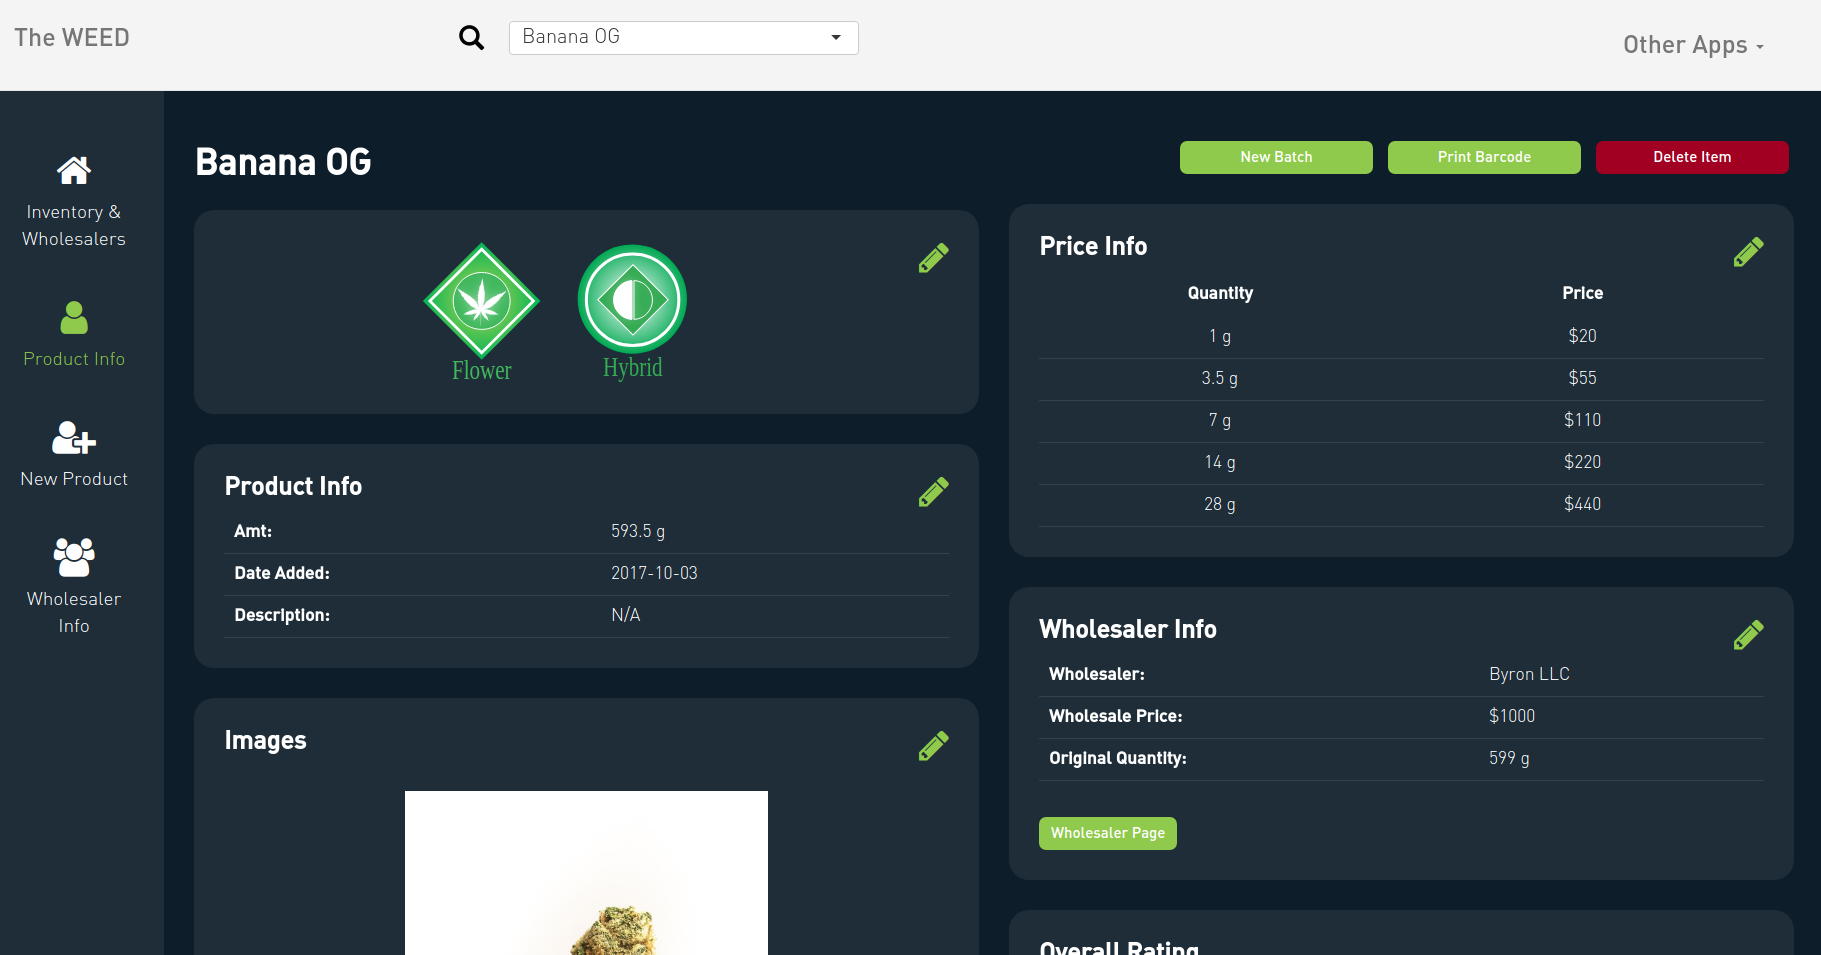 The WEED
Banana OG
Other Apps
Inventory &
Wholesalers
Product Info
New Product
Wholesaler
Info
Banana OG
New Batch
Print Barcode
Delete Item
Flower
Hybrid
Product Info
Amt: 593.5 g
Date Added: 2017-10-03
Description: N/A
Images
Price Info
Quantity Price
1 g $20
3.5 g $55
7 g $110
14 g $220
28 g $440
Wholesaler Info
Wholesaler: Byron LLC
Wholesale Price: $1000
Original Quantity: 599 g
Wholesaler Page
Overall Rating